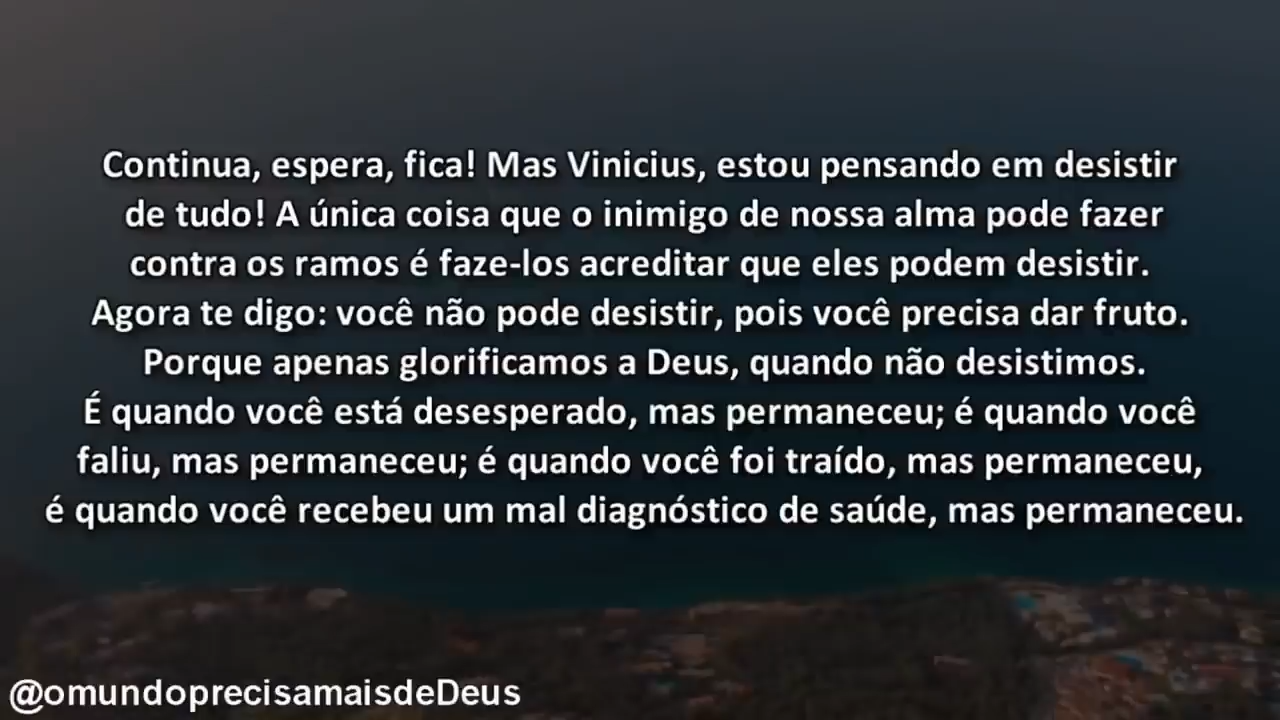 Continua, espera, fica! Mas Vinicius, estou pensando em desistir
de tudo! A única coisa que o inimigo de nossa alma pode fazer
contra os ramos é faze-los acreditar que eles podem desistir.
Agora te digo: você não pode desistir, pois você precisa dar fruto.
Porque apenas glorificamos a Deus, quando não desistimos.
É quando você está desesperado, mas permaneceu; é quando você
faliu, mas permaneceu; é quando você foi traído, mas permaneceu,
é quando você recebeu um mal diagnóstico de saúde, mas permaneceu.
@omundoprecisamaisdeDeus